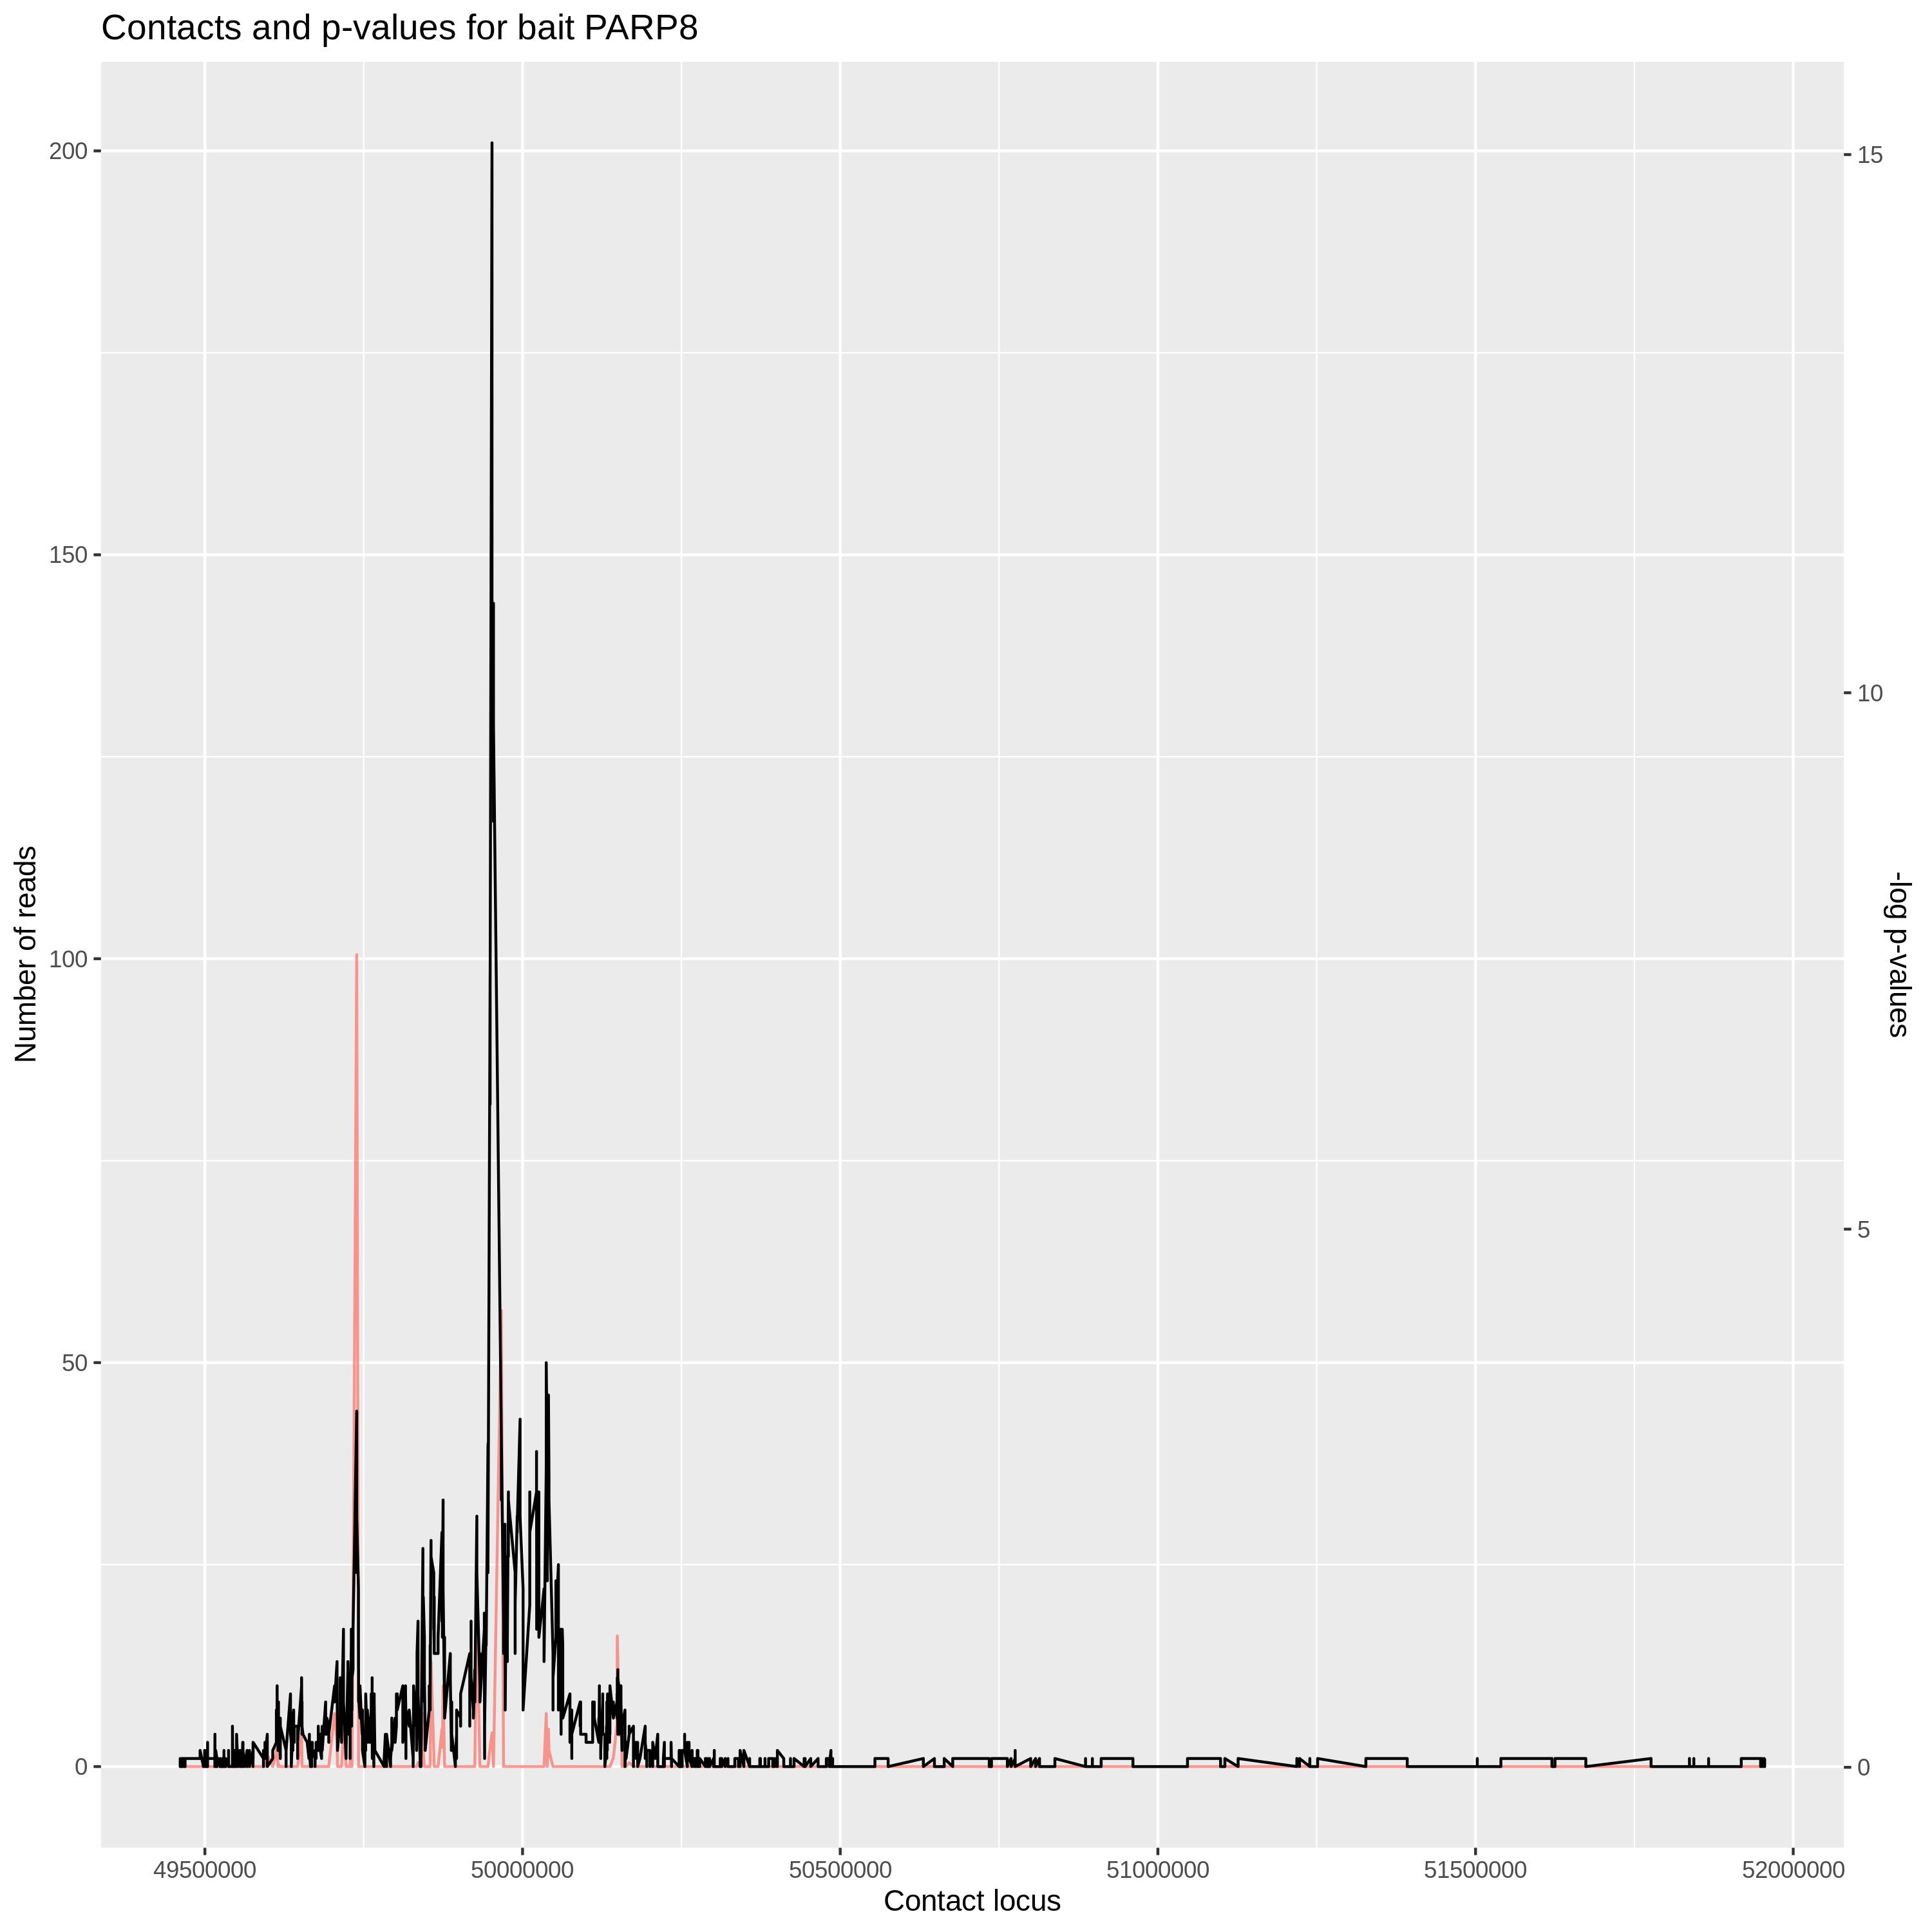 Contacts and p-values for bait PARP8
Number of reads
200
150
100
50
0
15
10
5
0
-log p-values
49500000 50000000 50500000 51000000 51500000 52000000
Contact locus